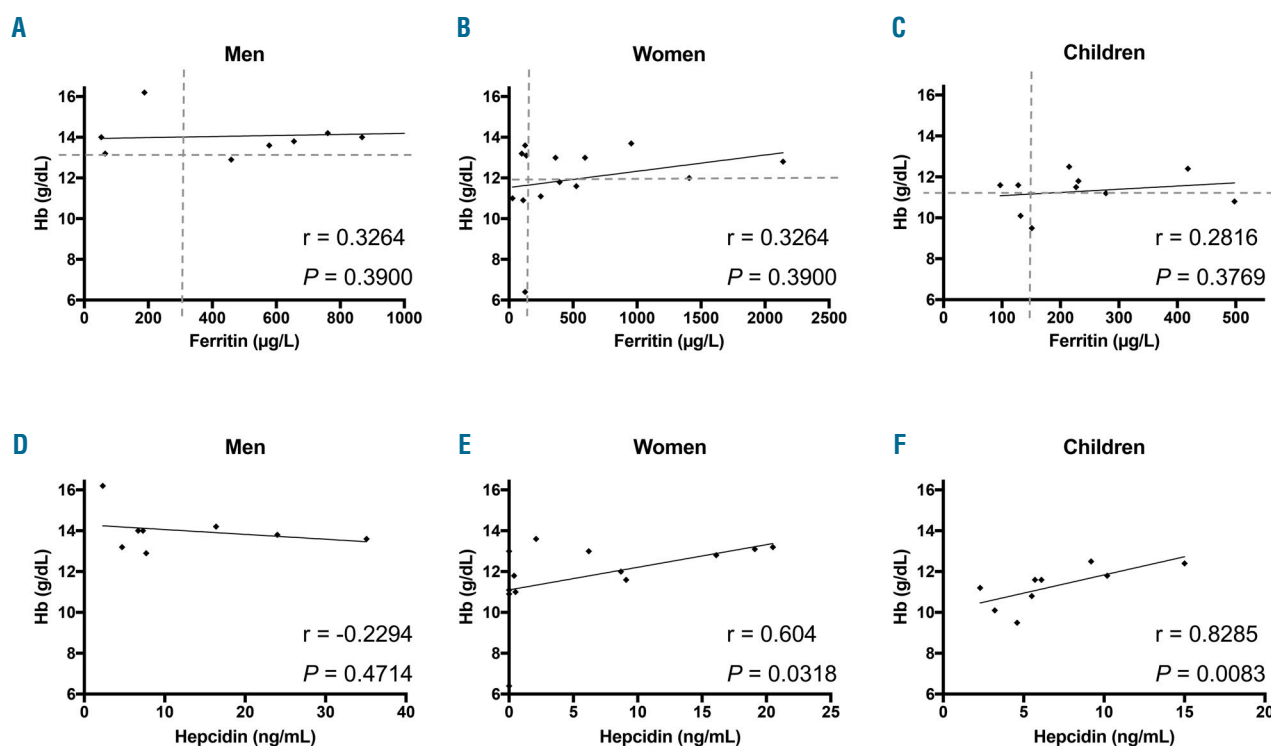 A
Men
Hb (g/dL)
16
14
12
10
8
6
0
200
400
600
800
1000
Ferritin (µg/L)
r = 0.3264
P = 0.3900
B
Women
Hb (g/dL)
16
14
12
10
8
6
0
500
1000
1500
2000
2500
Ferritin (µg/L)
r = 0.3264
P = 0.3900
C
Children
Hb (g/dL)
16
14
12
10
8
6
0
100
200
300
400
500
Ferritin (µg/L)
r = 0.2816
P = 0.3769
D
Men
Hb (g/dL)
16
14
12
10
8
6
0
10
20
30
40
Hepcidin (ng/mL)
r = -0.2294
P = 0.4714
E
Women
Hb (g/dL)
16
14
12
10
8
6
0
5
10
15
20
25
Hepcidin (ng/mL)
r = 0.604
P = 0.0318
F
Children
Hb (g/dL)
16
14
12
10
8
6
0
5
10
15
20
Hepcidin (ng/mL)
r = 0.8285
P = 0.0083